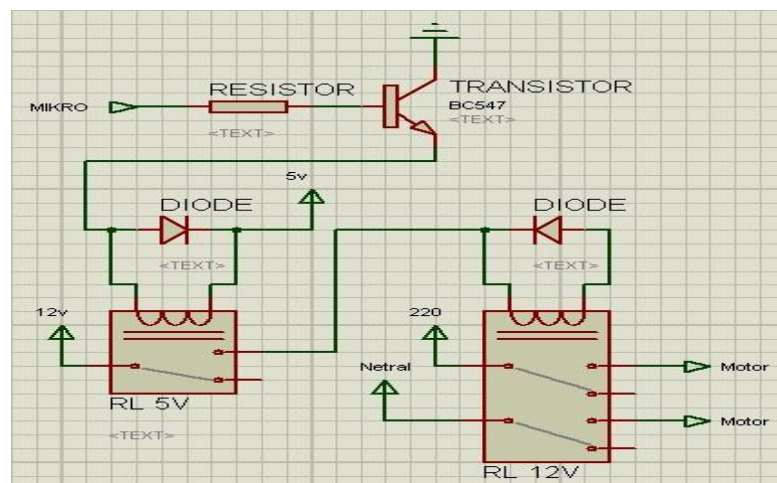 RESISTOR
<TEXT>
MIKRO
TRANSISTOR
BC547
<TEXT>
5v
DIODE
<TEXT>
DIODE
<TEXT>
12v
RL 5V
<TEXT>
220
Netral
Motor
Motor
RL 12V